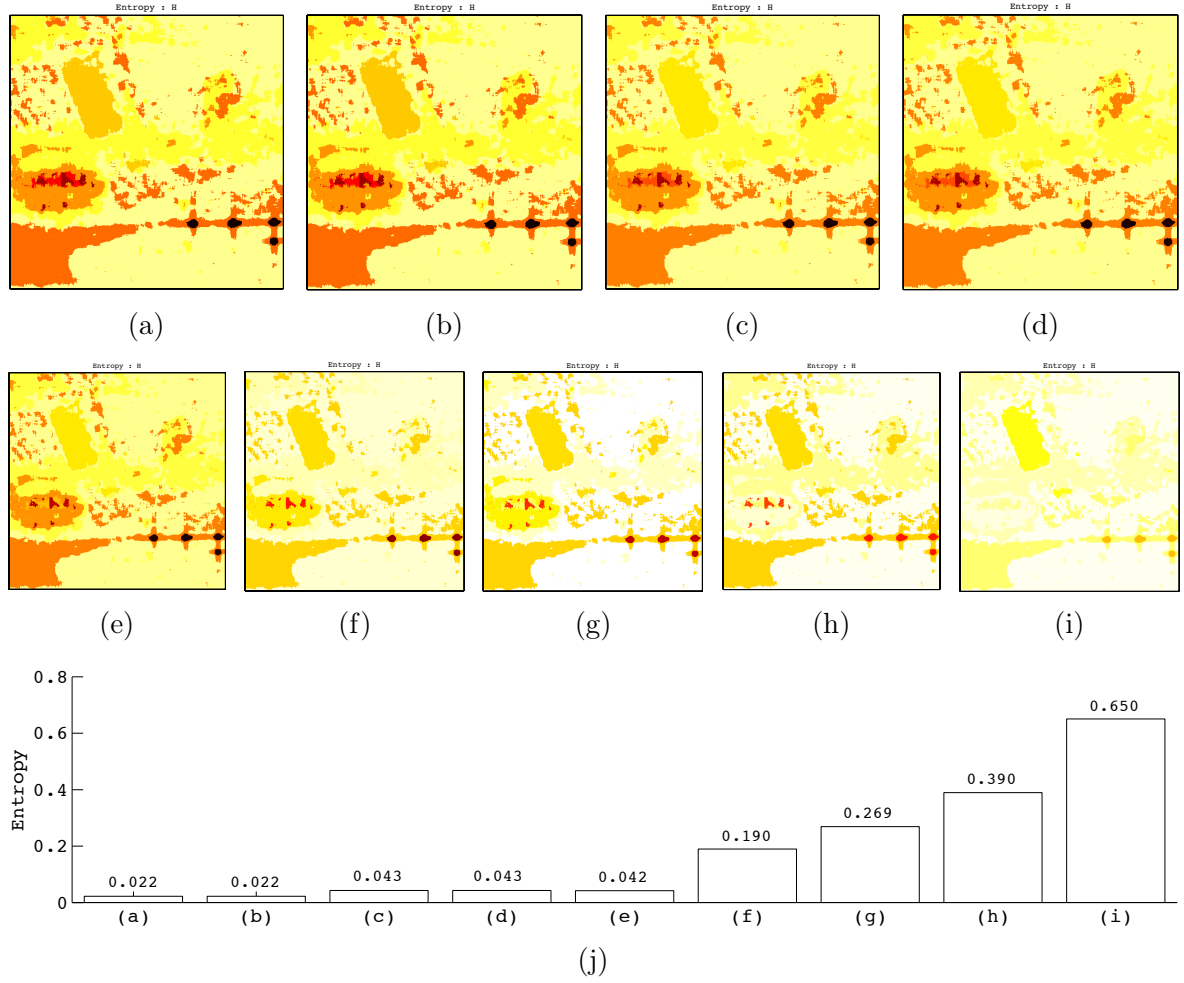 Entropy : H
Entropy : H
Entropy : H
Entropy : H
(a)
(b)
(c)
(d)
Entropy : H
Entropy : H
Entropy : H
Entropy : H
Entropy : H
(e)
(f)
(g)
(h)
(i)
Entropy
0.8
0.6
0.4
0.2
0
0.022
0.022
0.043
0.043
0.042
0.190
0.269
0.390
0.650
(a)
(b)
(c)
(d)
(e)
(f)
(g)
(h)
(i)
(j)